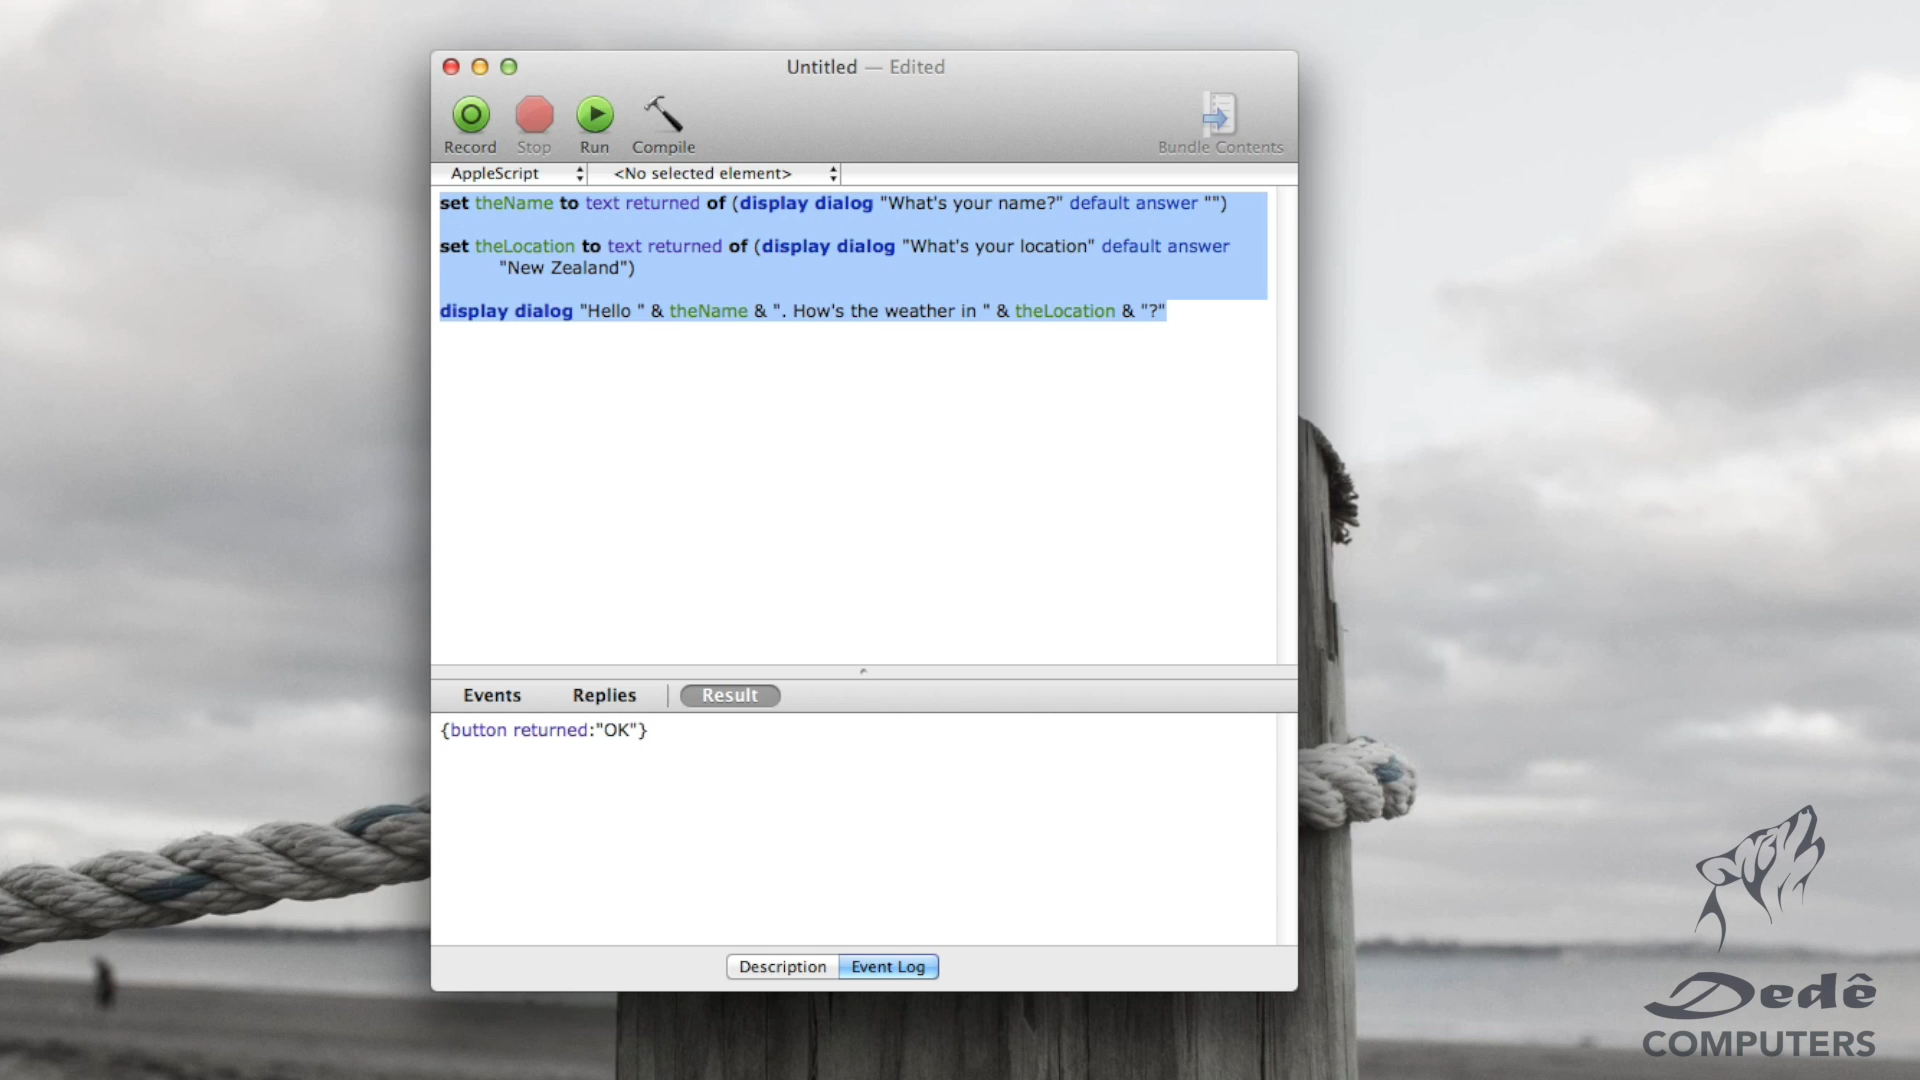 Untitled — Edited
Record Stop Run Compile Bundle Contents
AppleScript <No selected element>
set theName to text returned of (display dialog "What's your name?" default answer "")
set theLocation to text returned of (display dialog "What's your location" default answer
"New Zealand")
display dialog "Hello " & theName & ". How's the weather in " & theLocation & "?"
Events Replies Result
{button returned:"OK"}
Description Event Log
Dedê
COMPUTERS